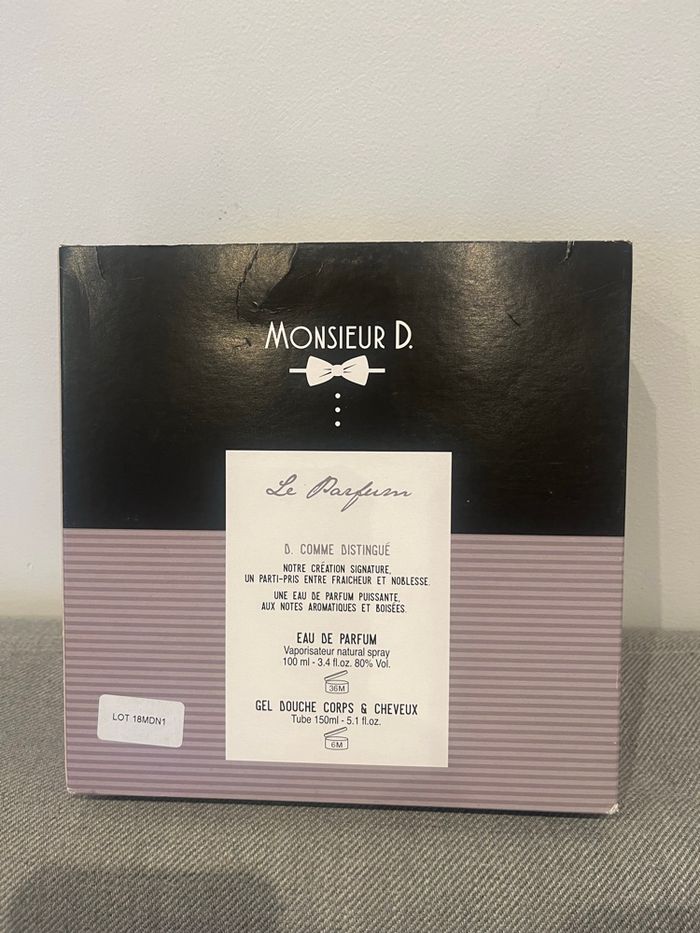 MONSIEUR D.
Le Parfum
D. COMME DISTINGUÉ
NOTRE CRÉATION SIGNATURE,
UN PARTI-PRIS ENTRE FRAICHEUR ET NOBLESSE.
UNE EAU DE PARFUM PUISSANTE,
AUX NOTES AROMATIQUES ET BOISÉES.
EAU DE PARFUM
Vaporisateur natural spray
100 ml - 3.4 fl.oz. 80% Vol.
36M
GEL DOUCHE CORPS & CHEVEUX
Tube 150ml - 5.1 fl.oz.
6M
LOT 18MDN1